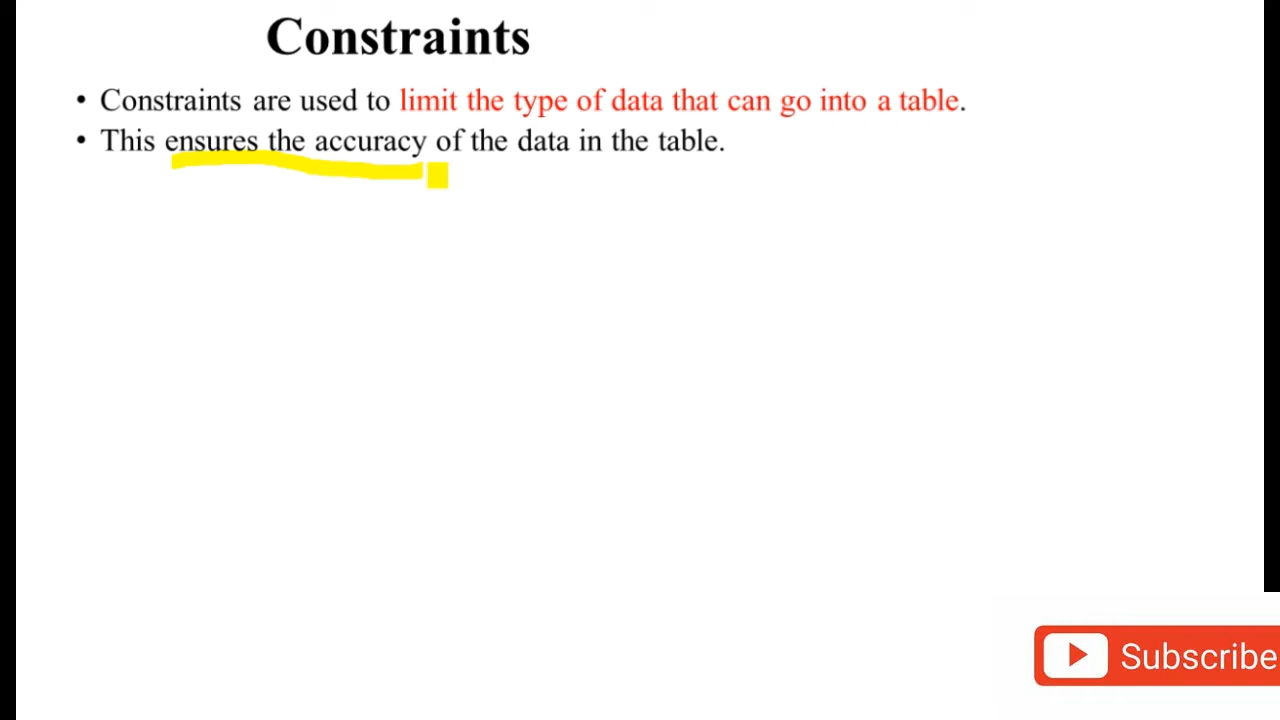 Constraints
• Constraints are used to limit the type of data that can go into a table.
• This ensures the accuracy of the data in the table.
Subscribe